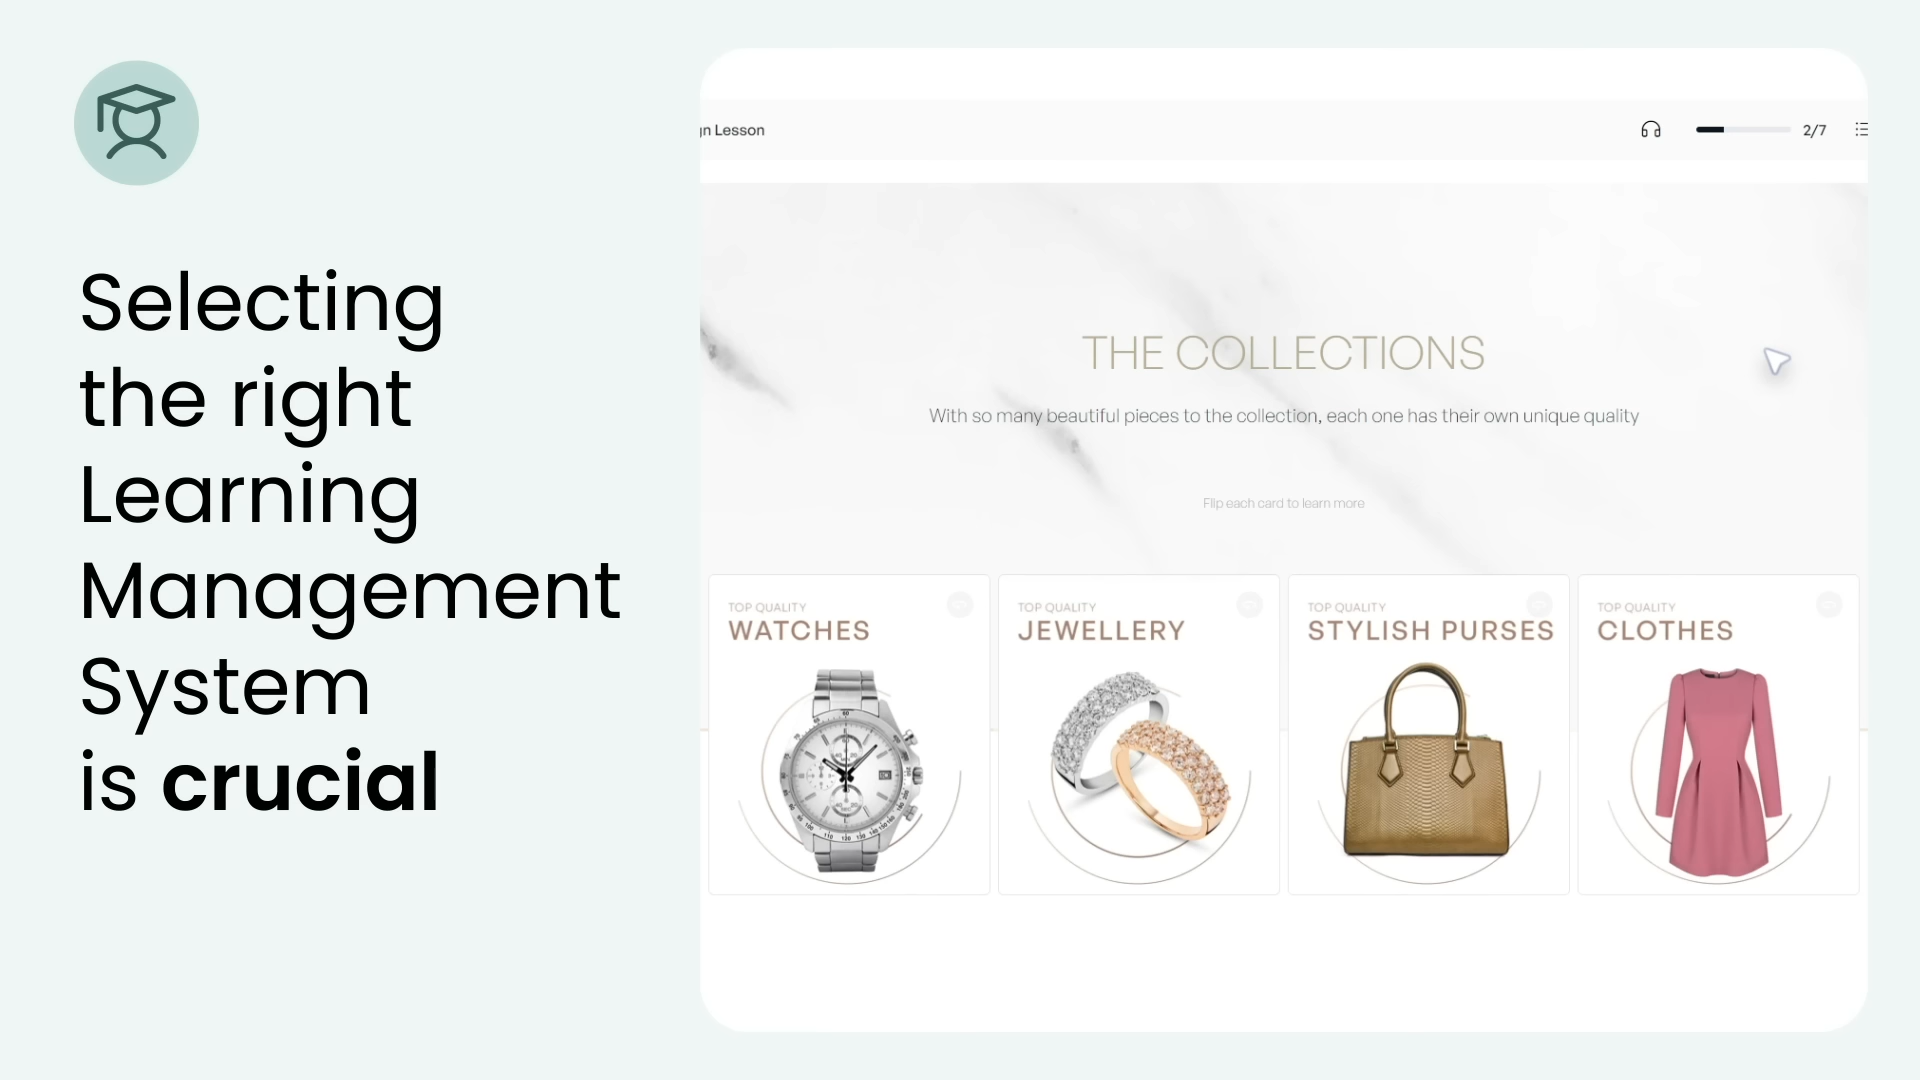 Selecting
the right
Learning
Management
System
is crucial
gn Lesson
2/7
THE COLLECTIONS
With so many beautiful pieces to the collection, each one has their own unique quality
Flip each card to learn more
TOP QUALITY
WATCHES
TOP QUALITY
JEWELLERY
TOP QUALITY
STYLISH PURSES
TOP QUALITY
CLOTHES